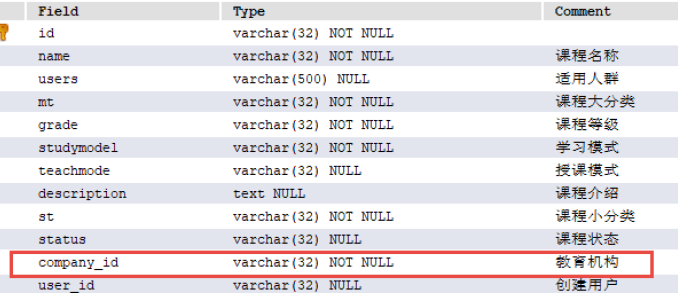 Field Type Comment
id varchar(32) NOT NULL
name varchar(32) NOT NULL 课程名称
users varchar(500) NULL 适用人群
mt varchar(32) NOT NULL 课程大分类
grade varchar(32) NOT NULL 课程等级
studymodel varchar(32) NOT NULL 学习模式
teachmode varchar(32) NULL 授课模式
description text NULL 课程介绍
st varchar(32) NOT NULL 课程小分类
status varchar(32) NULL 课程状态
company_id varchar(32) NOT NULL 教育机构
user_id varchar(32) NULL 创建用户